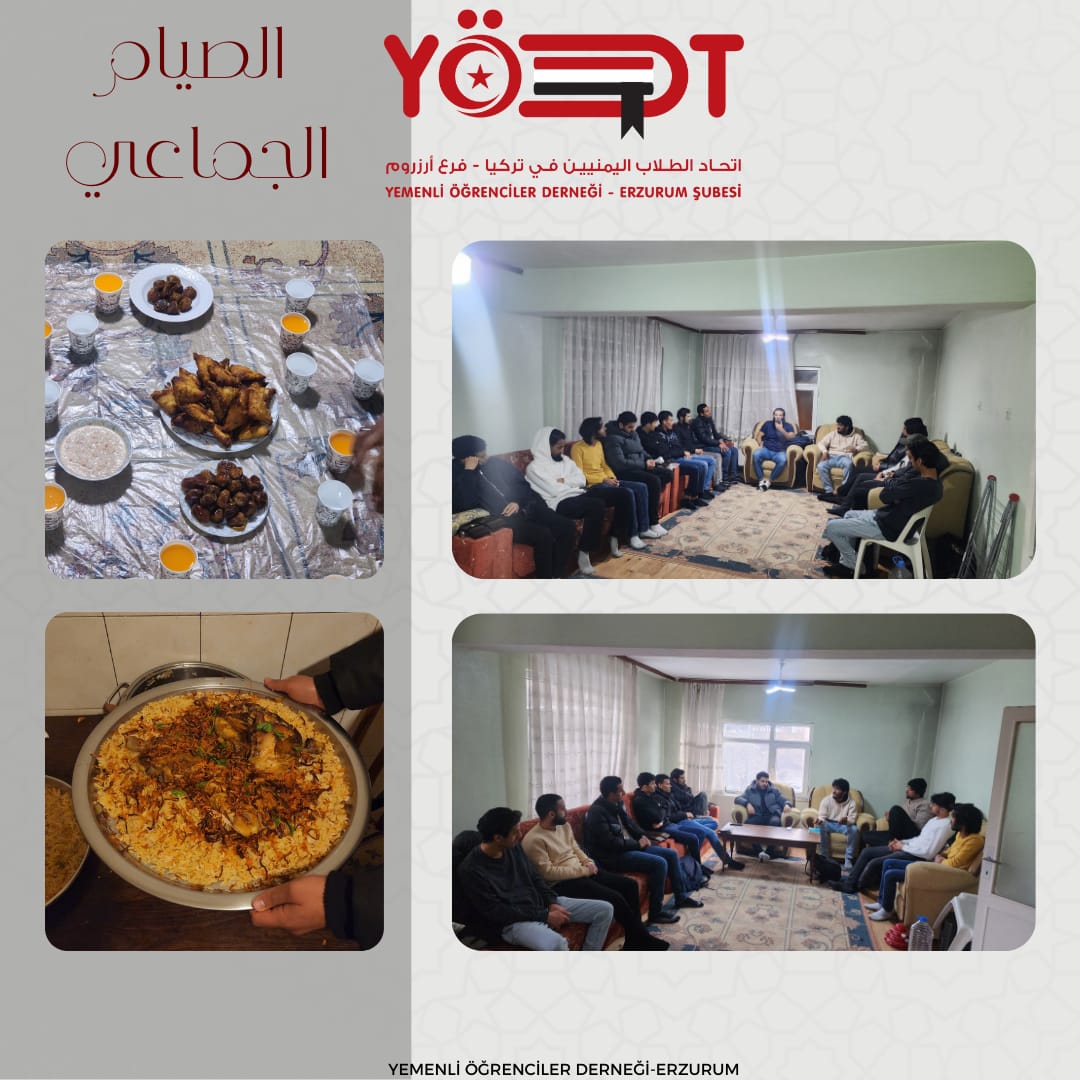 الصيام
الجماعي
YÖDT
اتحاد الطلاب اليمنيين في تركيا - فرع أرزروم
YEMENLİ ÖĞRENCİLER DERNEĞİ - ERZURUM ŞUBESİ
YEMENLİ ÖĞRENCİLER DERNEĞİ-ERZURUM